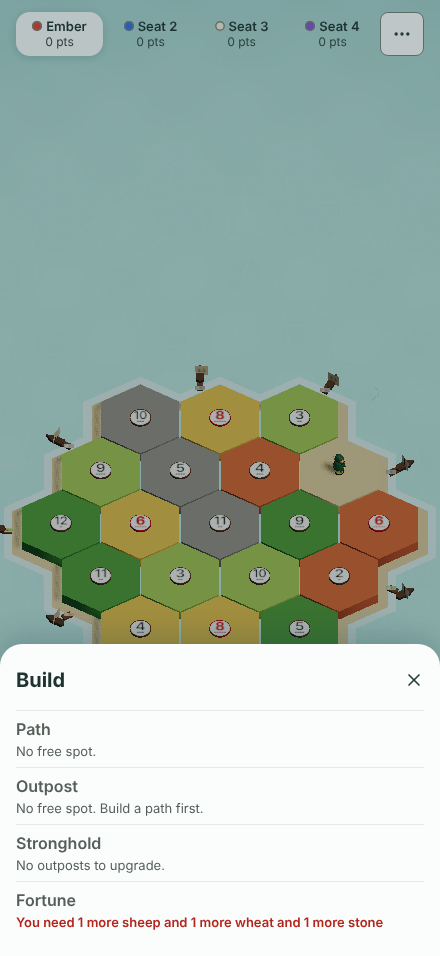 Ember
0 pts
Seat 2
0 pts
Seat 3
0 pts
Seat 4
0 pts
10
8
3
9
5
4
12
6
11
9
6
11
3
10
2
4
8
5
Build
Path
No free spot.
Outpost
No free spot. Build a path first.
Stronghold
No outposts to upgrade.
Fortune
You need 1 more sheep and 1 more wheat and 1 more stone